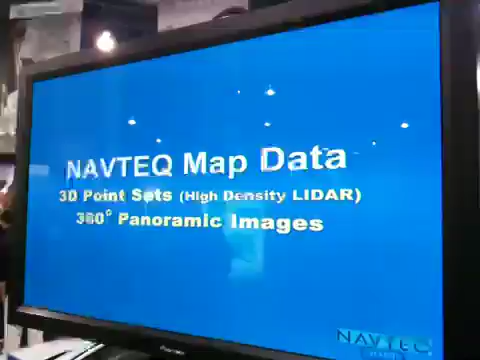 NAVTEQ Map Data
3D Point Sets (High Density LIDAR)
360° Panoramic Images
NAVTEQ